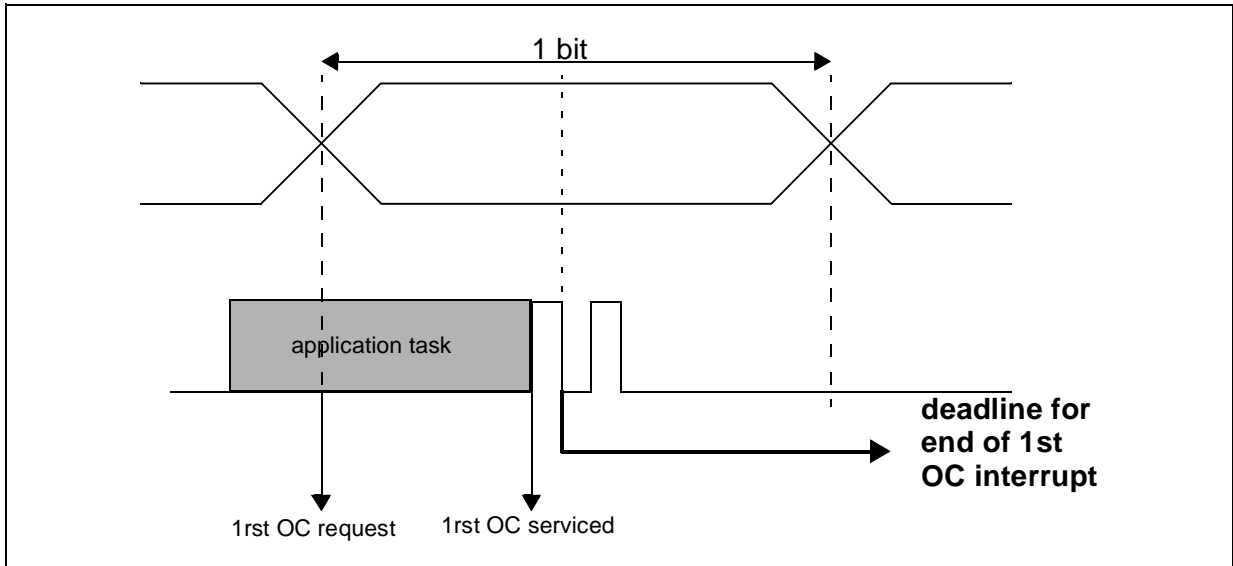 1 bit
application task
deadline for
end of 1st
OC interrupt
1rst OC request
1rst OC serviced